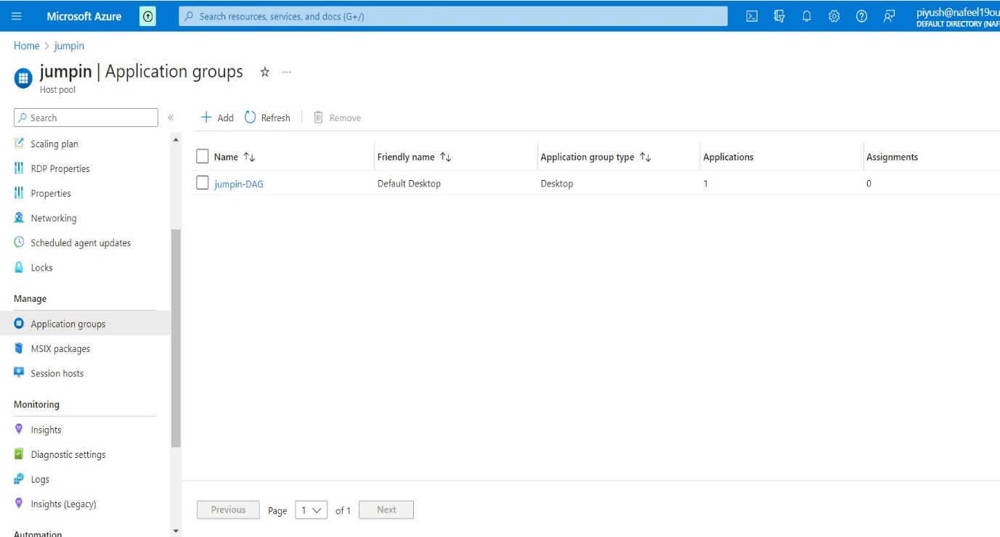 Microsoft Azure
Search resources, services, and docs (G+/)
piyush@nafeel19ou
DEFAULT DIRECTORY (NAF
Home > jumpin
jumpin | Application groups
Host pool
Search
Add Refresh Remove
Scaling plan
RDP Properties
Properties
Networking
Scheduled agent updates
Locks
Manage
Application groups
MSIX packages
Session hosts
Monitoring
Insights
Diagnostic settings
Logs
Insights (Legacy)
Automation
Name Friendly name Application group type Applications Assignments
jumpin-DAG Default Desktop Desktop 1 0
Previous Page 1 of 1 Next